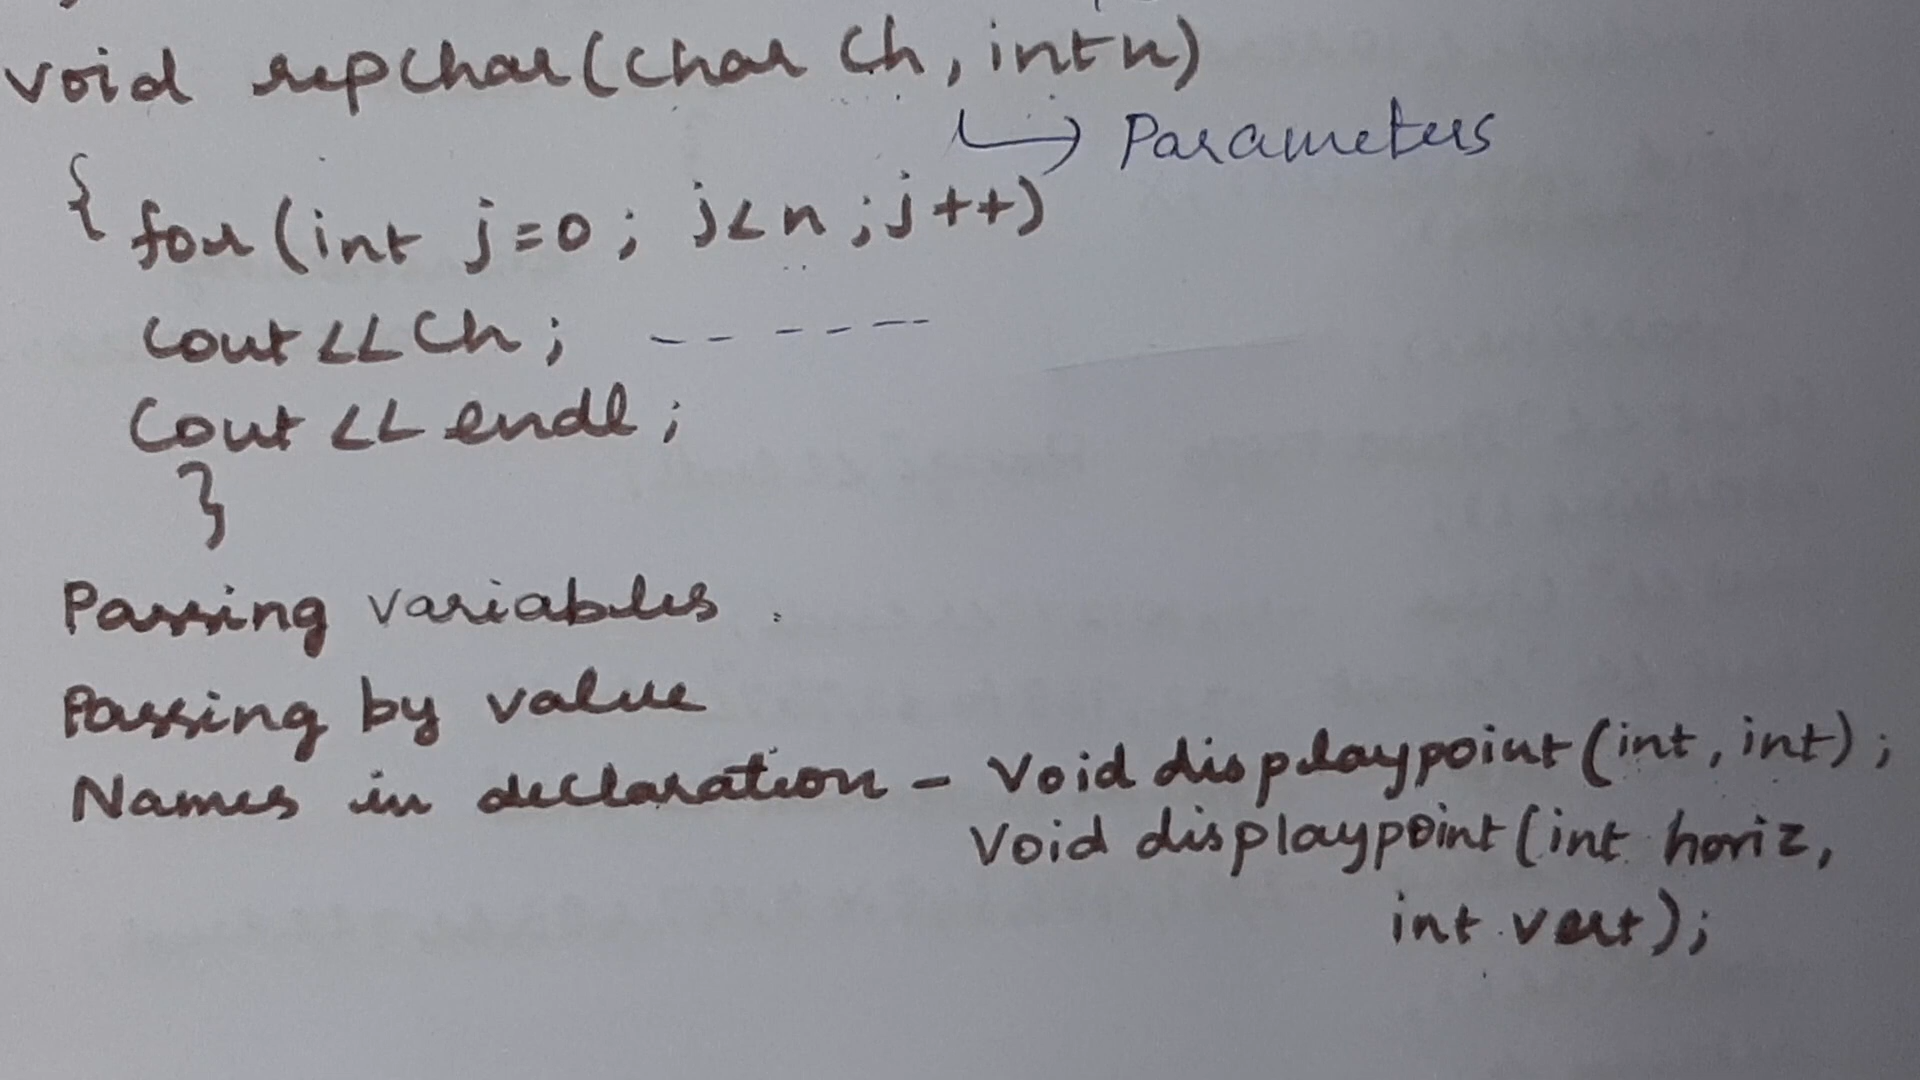 void repchar(char Ch, int n)
↳ Parameters
{ for(int j=0; j<n; j++)
Cout<<Ch; - - - - - -
Cout<<endl;
}
Passing variables.
Passing by value
Names in declaration - Void displaypoint(int, int);
Void displaypoint(int horiz,
int vert);